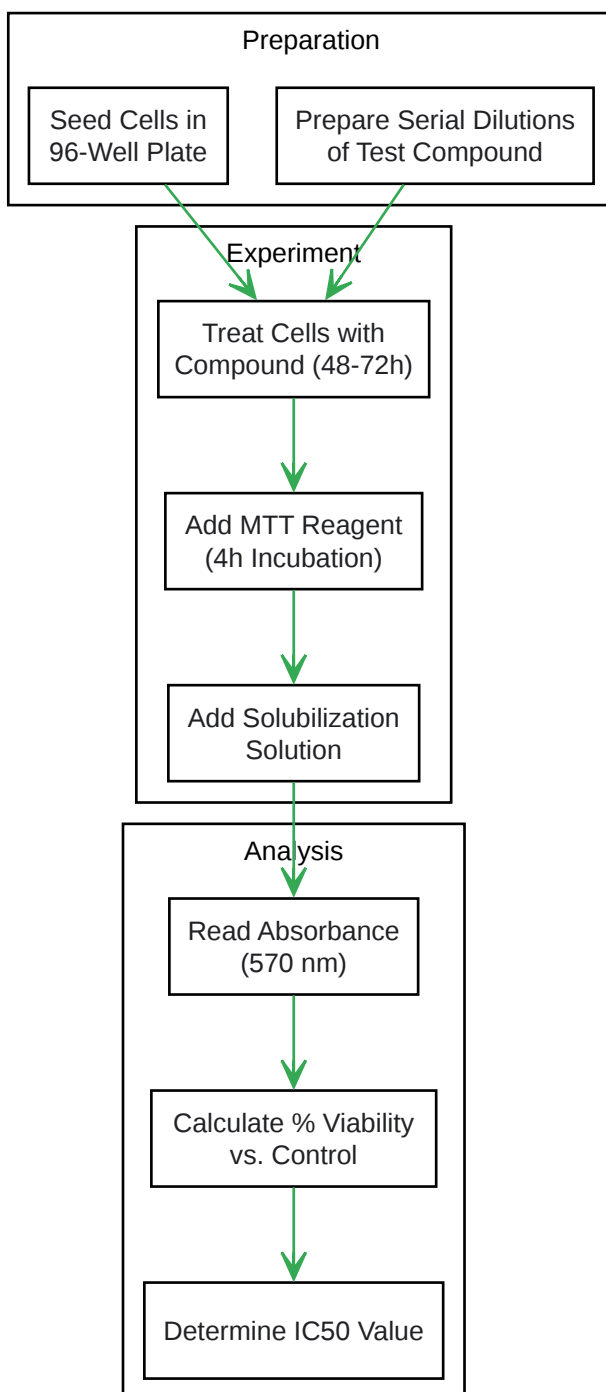 Preparation
Seed Cells in
96-Well Plate
Prepare Serial Dilutions
of Test Compound
Experiment
Treat Cells with
Compound (48-72h)
Add MTT Reagent
(4h Incubation)
Add Solubilization
Solution
Analysis
Read Absorbance
(570 nm)
Calculate % Viability
vs. Control
Determine IC50 Value